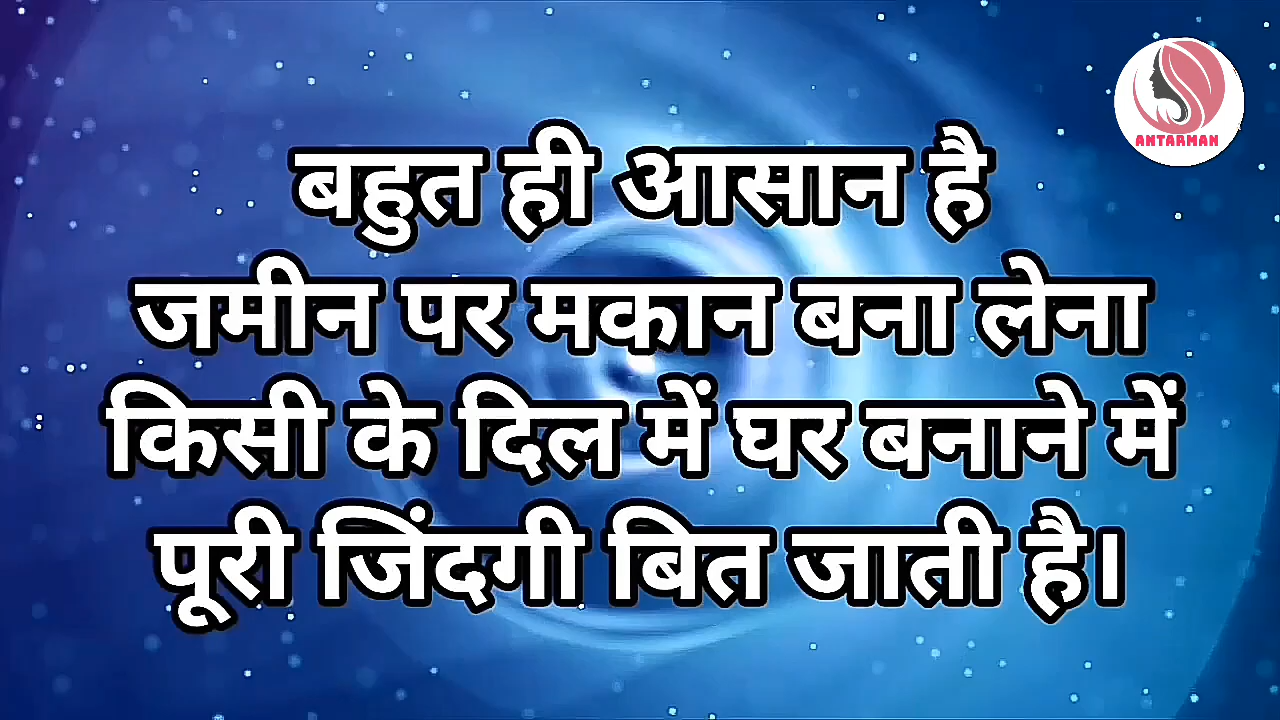 ANTARMAN
बहुत ही आसान है
जमीन पर मकान बना लेना
किसी के दिल में घर बनाने में
पूरी जिंदगी बित जाती है।